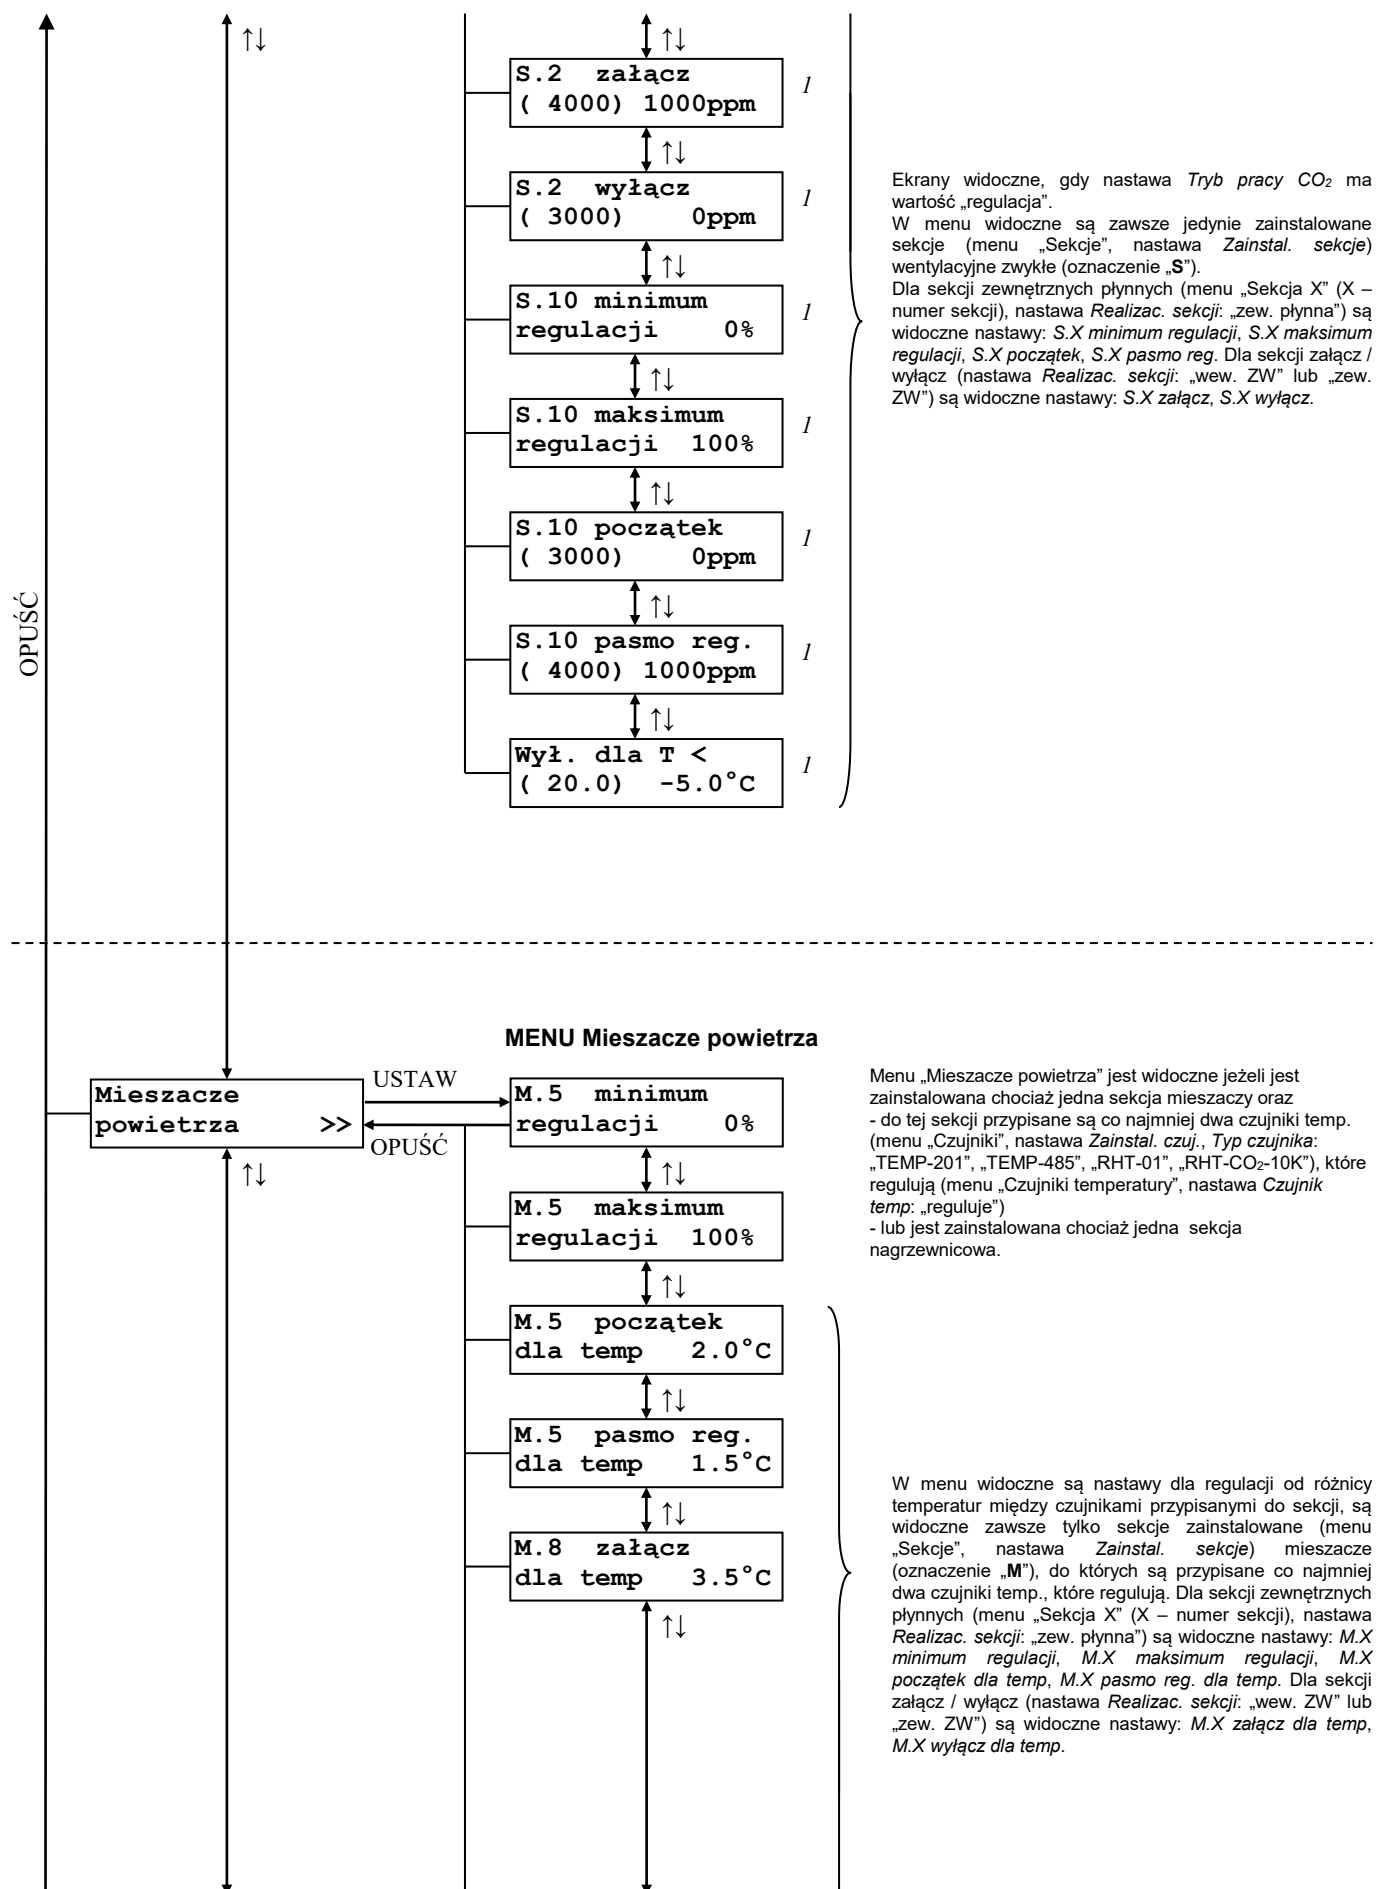 ↑↓
↑↓
S.2 załącz
( 4000) 1000ppm
1
↑↓
S.2 wyłącz
( 3000) 0ppm
1
↑↓
S.10 minimum
regulacji 0%
1
↑↓
S.10 maksimum
regulacji 100%
1
↑↓
S.10 początek
( 3000) 0ppm
1
↑↓
S.10 pasmo reg.
( 4000) 1000ppm
1
↑↓
Wył. dla T <
( 20.0) -5.0°C
1
Ekrany widoczne, gdy nastawa Tryb pracy CO₂ ma
wartość „regulacja”.
W menu widoczne są zawsze jedynie zainstalowane
sekcje (menu „Sekcje”, nastawa Zainstal. sekcje)
wentylacyjne zwykłe (oznaczenie „S”).
Dla sekcji zewnętrznych płynnych (menu „Sekcja X” (X –
numer sekcji), nastawa Realizac. sekcji: „zew. płynna”) są
widoczne nastawy: S.X minimum regulacji, S.X maksimum
regulacji, S.X początek, S.X pasmo reg. Dla sekcji załącz /
wyłącz (nastawa Realizac. sekcji: „wew. ZW” lub „zew.
ZW”) są widoczne nastawy: S.X załącz, S.X wyłącz.
OPUŚĆ
MENU Mieszacze powietrza
Mieszacze
powietrza >>
USTAW
OPUŚĆ
↑↓
M.5 minimum
regulacji 0%
↑↓
M.5 maksimum
regulacji 100%
↑↓
M.5 początek
dla temp 2.0°C
↑↓
M.5 pasmo reg.
dla temp 1.5°C
↑↓
M.8 załącz
dla temp 3.5°C
↑↓
Menu „Mieszacze powietrza” jest widoczne jeżeli jest
zainstalowana chociaż jedna sekcja mieszaczy oraz
- do tej sekcji przypisane są co najmniej dwa czujniki temp.
(menu „Czujniki”, nastawa Zainstal. czuj., Typ czujnika:
„TEMP-201”, „TEMP-485”, „RHT-01”, „RHT-CO₂-10K”), które
regulują (menu „Czujniki temperatury”, nastawa Czujnik
temp: „reguluje”)
- lub jest zainstalowana chociaż jedna sekcja
nagrzewnicowa.
W menu widoczne są nastawy dla regulacji od różnicy
temperatur między czujnikami przypisanymi do sekcji, są
widoczne zawsze tylko sekcje zainstalowane (menu
„Sekcje”, nastawa Zainstal. sekcje) mieszacze
(oznaczenie „M”), do których są przypisane co najmniej
dwa czujniki temp., które regulują. Dla sekcji zewnętrznych
płynnych (menu „Sekcja X” (X – numer sekcji), nastawa
Realizac. sekcji: „zew. płynna”) są widoczne nastawy: M.X
minimum regulacji, M.X maksimum regulacji, M.X
początek dla temp, M.X pasmo reg. dla temp. Dla sekcji
załącz / wyłącz (nastawa Realizac. sekcji: „wew. ZW” lub
„zew. ZW”) są widoczne nastawy: M.X załącz dla temp,
M.X wyłącz dla temp.